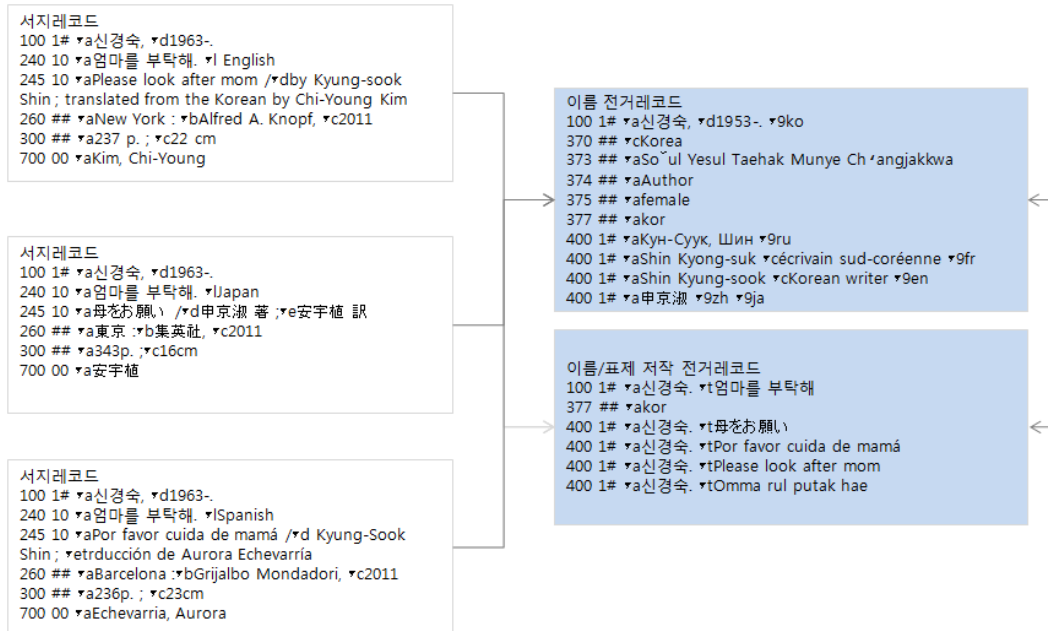 서지레코드
100 1# ▼a신경숙, ▼d1963-.
240 10 ▼a엄마를 부탁해. ▼l English
245 10 ▼aPlease look after mom /▼dby Kyung-sook
Shin ; translated from the Korean by Chi-Young Kim
260 ## ▼aNew York : ▼bAlfred A. Knopf, ▼c2011
300 ## ▼a237 p. ; ▼c22 cm
700 00 ▼aKim, Chi-Young
서지레코드
100 1# ▼a신경숙, ▼d1963-.
240 10 ▼a엄마를 부탁해. ▼lJapan
245 10 ▼a母をお願い /▼d申京淑 著 ;▼e安宇植 訳
260 ## ▼a東京 :▼b集英社, ▼c2011
300 ## ▼a343p. ;▼c16cm
700 00 ▼a安宇植
서지레코드
100 1# ▼a신경숙, ▼d1963-.
240 10 ▼a엄마를 부탁해. ▼lSpanish
245 10 ▼aPor favor cuida de mamá /▼d Kyung-Sook
Shin ; ▼etrducción de Aurora Echevarría
260 ## ▼aBarcelona :▼bGrijalbo Mondadori, ▼c2011
300 ## ▼a236p. ; ▼c23cm
700 00 ▼aEchevarria, Aurora
이름 전거레코드
100 1# ▼a신경숙, ▼d1953-. ▼9ko
370 ## ▼cKorea
373 ## ▼aSo˘ul Yesul Taehak Munye Ch ʻangjakkwa
374 ## ▼aAuthor
375 ## ▼afemale
377 ## ▼akor
400 1# ▼aКун-Суук, Шин ▼9ru
400 1# ▼aShin Kyong-suk ▼cécrivain sud-coréenne ▼9fr
400 1# ▼aShin Kyung-sook ▼cKorean writer ▼9en
400 1# ▼a申京淑 ▼9zh ▼9ja
이름/표제 저작 전거레코드
100 1# ▼a신경숙. ▼t엄마를 부탁해
377 ## ▼akor
400 1# ▼a신경숙. ▼t母をお願い
400 1# ▼a신경숙. ▼tPor favor cuida de mamá
400 1# ▼a신경숙. ▼tPlease look after mom
400 1# ▼a신경숙. ▼tOmma rul putak hae